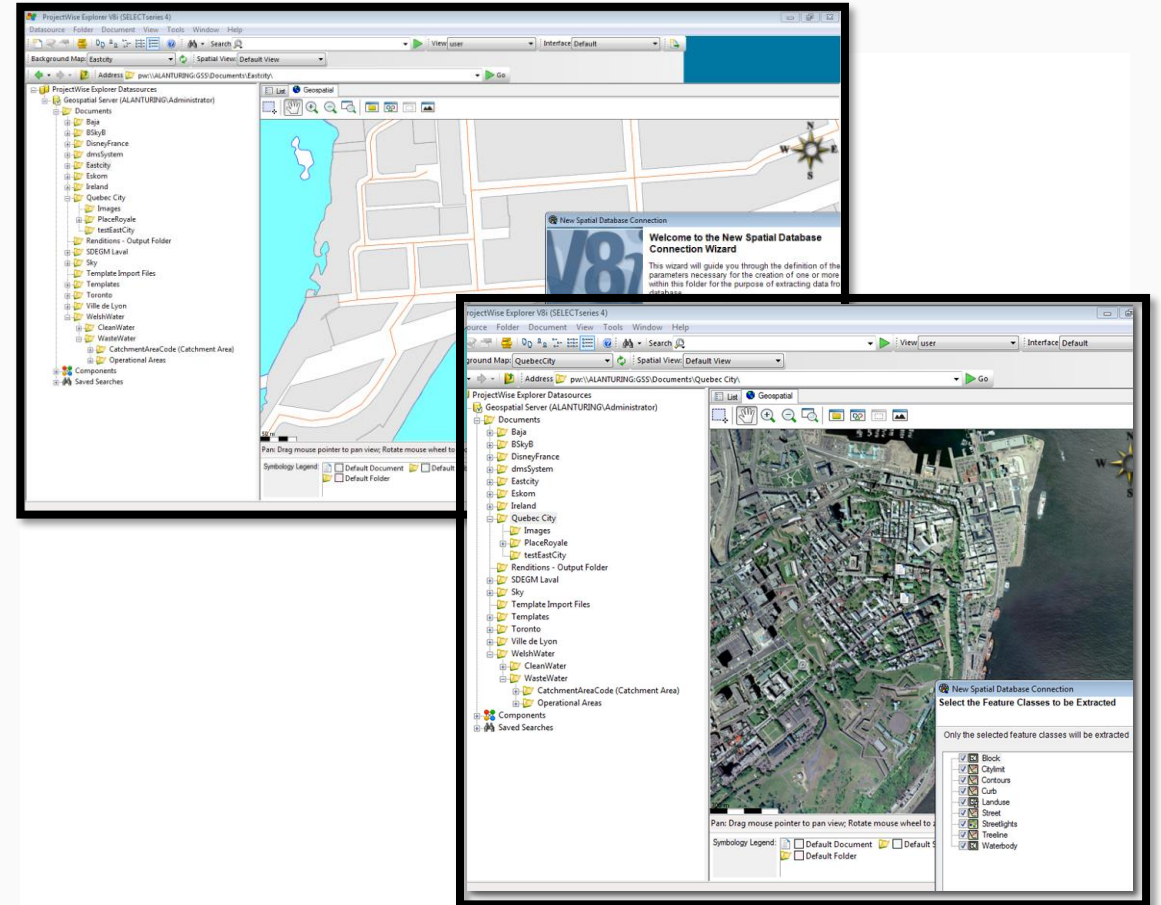 ProjectWise Explorer V8i (SELECTseries 4)
Datasource Folder Document View Tools Window Help
Search View user Interface Default
Background Map: Eastcity Spatial View: Default View
Address pw:\\ALANTURING:GSS\Documents\Eastcity\ Go
ProjectWise Explorer Datasources
Geospatial Server (ALANTURING\Administrator)
Documents
Baja
BSkyB
DisneyFrance
dmsSystem
Eastcity
Eskom
Ireland
Quebec City
Images
PlaceRoyale
testEastCity
Renditions - Output Folder
SDEGM Laval
Sky
Template Import Files
Templates
Toronto
Ville de Lyon
WelshWater
CleanWater
WasteWater
CatchmentAreaCode (Catchment Area)
Operational Areas
Components
Saved Searches
List Geospatial
N
W E
S
New Spatial Database Connection
V8i
Welcome to the New Spatial Database
Connection Wizard
This wizard will guide you through the definition of the
parameters necessary for the creation of one or more
within this folder for the purpose of extracting data fro
database
50 m
Pan: Drag mouse pointer to pan view; Rotate mouse wheel to
Symbology Legend: Default Document Default
Default Folder
rojectWise Explorer V8i (SELECTseries 4)
ource Folder Document View Tools Window Help
Search View user Interface Default
ground Map: QuebecCity Spatial View: Default View
Address pw:\\ALANTURING:GSS\Documents\Quebec City\ Go
ProjectWise Explorer Datasources
Geospatial Server (ALANTURING\Administrator)
Documents
Baja
BSkyB
DisneyFrance
dmsSystem
Eastcity
Eskom
Ireland
Quebec City
Images
PlaceRoyale
testEastCity
Renditions - Output Folder
SDEGM Laval
Sky
Template Import Files
Templates
Toronto
Ville de Lyon
WelshWater
CleanWater
WasteWater
CatchmentAreaCode (Catchment Area)
Operational Areas
Components
Saved Searches
List Geospatial
N
W
S
New Spatial Database Connection
Select the Feature Classes to be Extracted
Only the selected feature classes will be extracted
Block
Citylimit
Contours
Curb
Landuse
Street
Streetlights
Treeline
Waterbody
Pan: Drag mouse pointer to pan view; Rotate mouse wheel to z
Symbology Legend: Default Document Default S
Default Folder